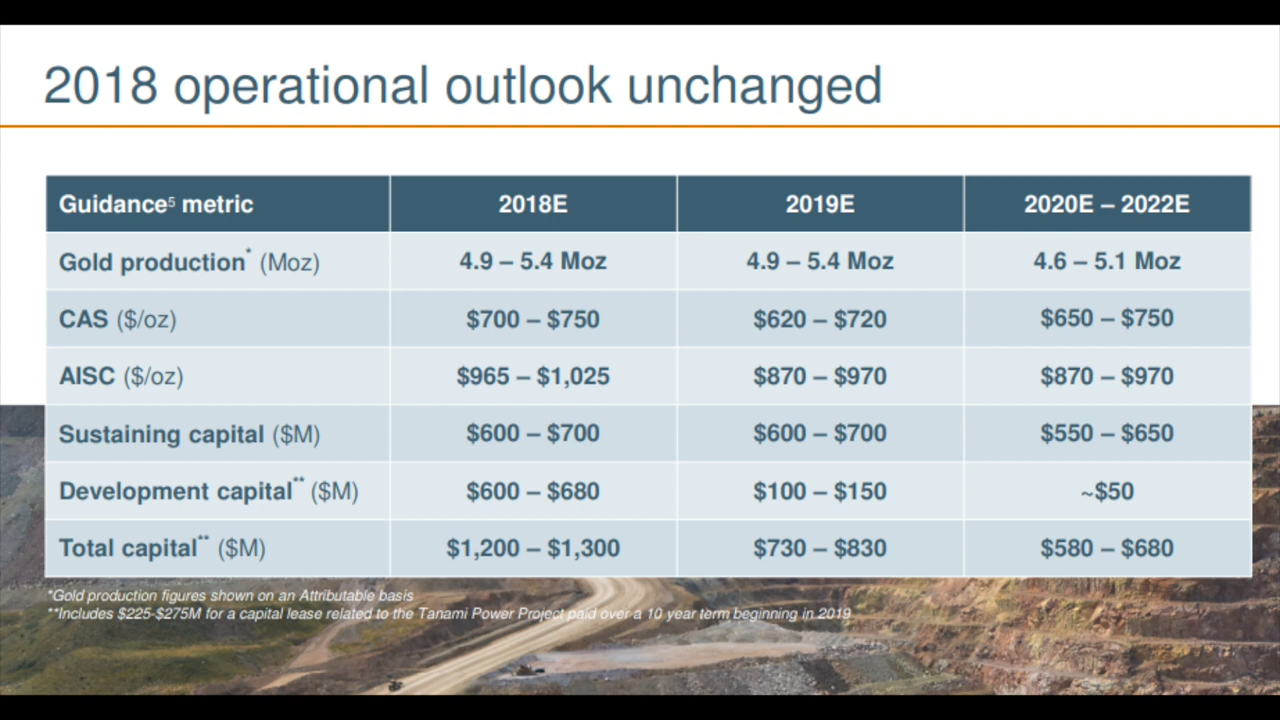 2018 operational outlook unchanged
Guidance5 metric 2018E 2019E 2020E – 2022E
Gold production* (Moz) 4.9 – 5.4 Moz 4.9 – 5.4 Moz 4.6 – 5.1 Moz
CAS ($/oz) $700 – $750 $620 – $720 $650 – $750
AISC ($/oz) $965 – $1,025 $870 – $970 $870 – $970
Sustaining capital ($M) $600 – $700 $600 – $700 $550 – $650
Development capital** ($M) $600 – $680 $100 – $150 ~$50
Total capital** ($M) $1,200 – $1,300 $730 – $830 $580 – $680
*Gold production figures shown on an Attributable basis
**Includes $225-$275M for a capital lease related to the Tanami Power Project paid over a 10 year term beginning in 2019